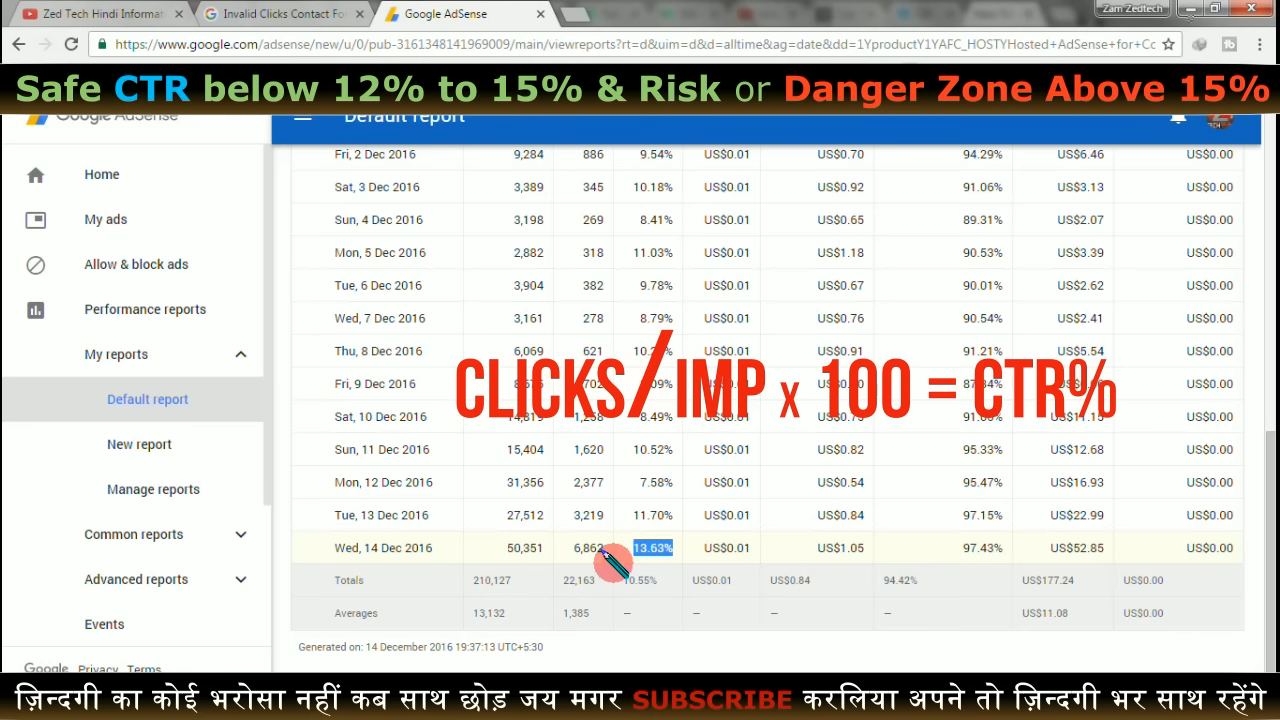 Zed Tech Hindi Informat
Invalid Clicks Contact Fo
Google AdSense
Zam Zedtech
https://www.google.com/adsense/new/u/0/pub-3161348141969009/main/viewreports?rt=d&uim=d&d=alltime&ag=date&dd=1YproductY1YAFC_HOSTYHosted+AdSense+for+Co
Safe CTR below 12% to 15% & Risk or Danger Zone Above 15%
Google AdSense
Default report
Home
My ads
Allow & block ads
Performance reports
My reports
Default report
New report
Manage reports
Common reports
Advanced reports
Events
Google Privacy Terms
Fri, 2 Dec 2016 9,284 886 9.54% US$0.01 US$0.70 94.29% US$6.46 US$0.00
Sat, 3 Dec 2016 3,389 345 10.18% US$0.01 US$0.92 91.06% US$3.13 US$0.00
Sun, 4 Dec 2016 3,198 269 8.41% US$0.01 US$0.65 89.31% US$2.07 US$0.00
Mon, 5 Dec 2016 2,882 318 11.03% US$0.01 US$1.18 90.53% US$3.39 US$0.00
Tue, 6 Dec 2016 3,904 382 9.78% US$0.01 US$0.67 90.01% US$2.62 US$0.00
Wed, 7 Dec 2016 3,161 278 8.79% US$0.01 US$0.76 90.54% US$2.41 US$0.00
Thu, 8 Dec 2016 6,069 621 US$0.01 US$0.91 91.21% US$5.54 US$0.00
CLICKS/IMP x 100 = CTR%
Fri, 9 Dec 2016 US$0.00
Sat, 10 Dec 2016 8.49% US$0.01 US$0.00
Sun, 11 Dec 2016 15,404 1,620 10.52% US$0.01 US$0.82 95.33% US$12.68 US$0.00
Mon, 12 Dec 2016 31,356 2,377 7.58% US$0.01 US$0.54 95.47% US$16.93 US$0.00
Tue, 13 Dec 2016 27,512 3,219 11.70% US$0.01 US$0.84 97.15% US$22.99 US$0.00
Wed, 14 Dec 2016 50,351 6,862 13.63% US$0.01 US$1.05 97.43% US$52.85 US$0.00
Totals 210,127 22,163 10.55% US$0.01 US$0.84 94.42% US$177.24 US$0.00
Averages 13,132 1,385 – – – – US$11.08 US$0.00
Generated on: 14 December 2016 19:37:13 UTC+5:30
ज़िन्दगी का कोई भरोसा नहीं कब साथ छोड़ जय मगर SUBSCRIBE करलिया अपने तो ज़िन्दगी भर साथ रहेंगे